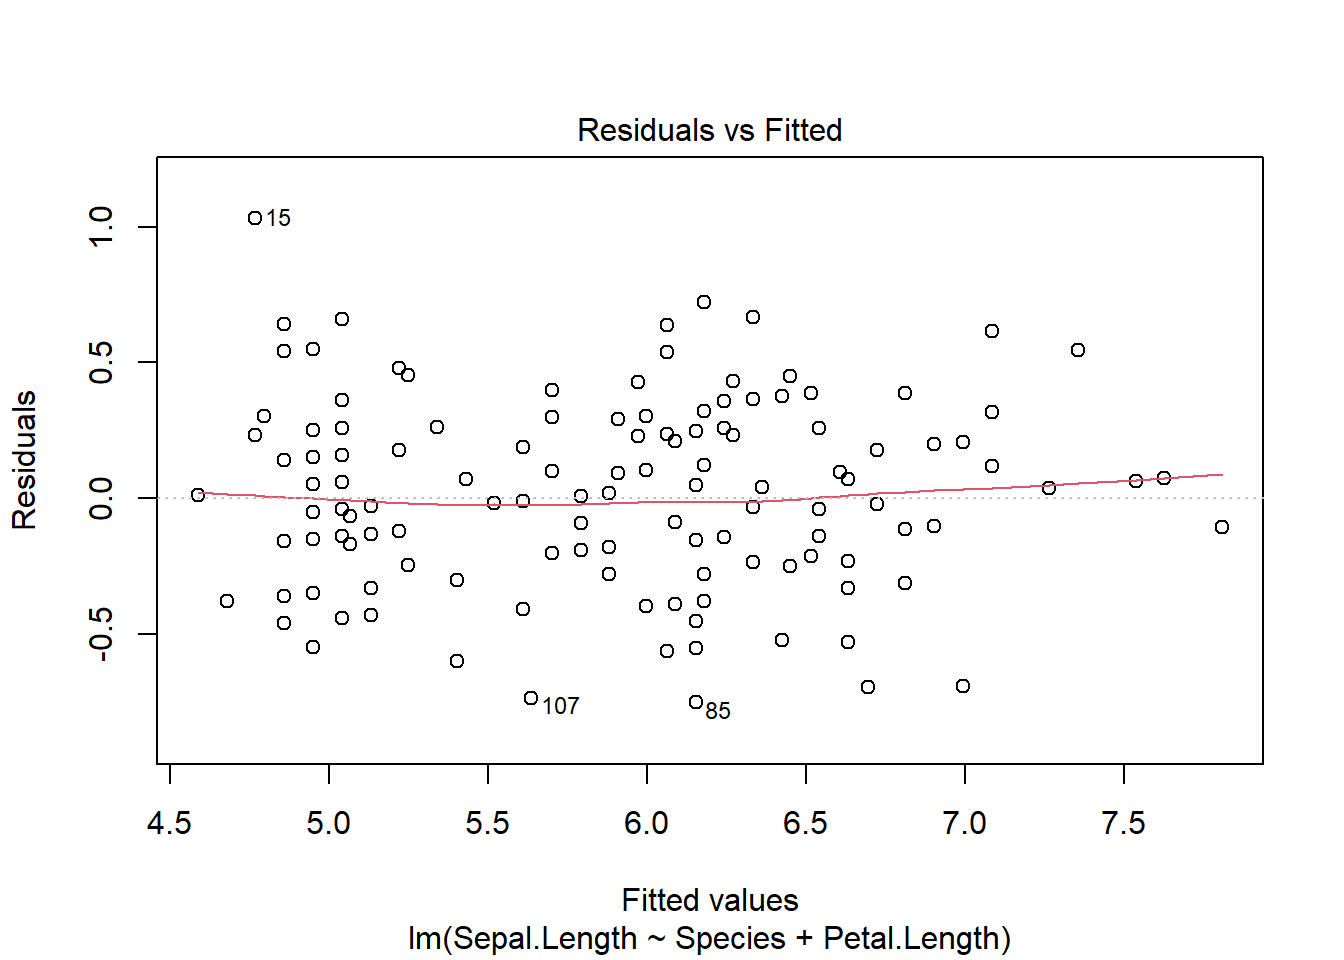 Residuals vs Fitted
Residuals
1.0
0.5
0.0
-0.5
15
107
85
4.5 5.0 5.5 6.0 6.5 7.0 7.5
Fitted values
lm(Sepal.Length ~ Species + Petal.Length)